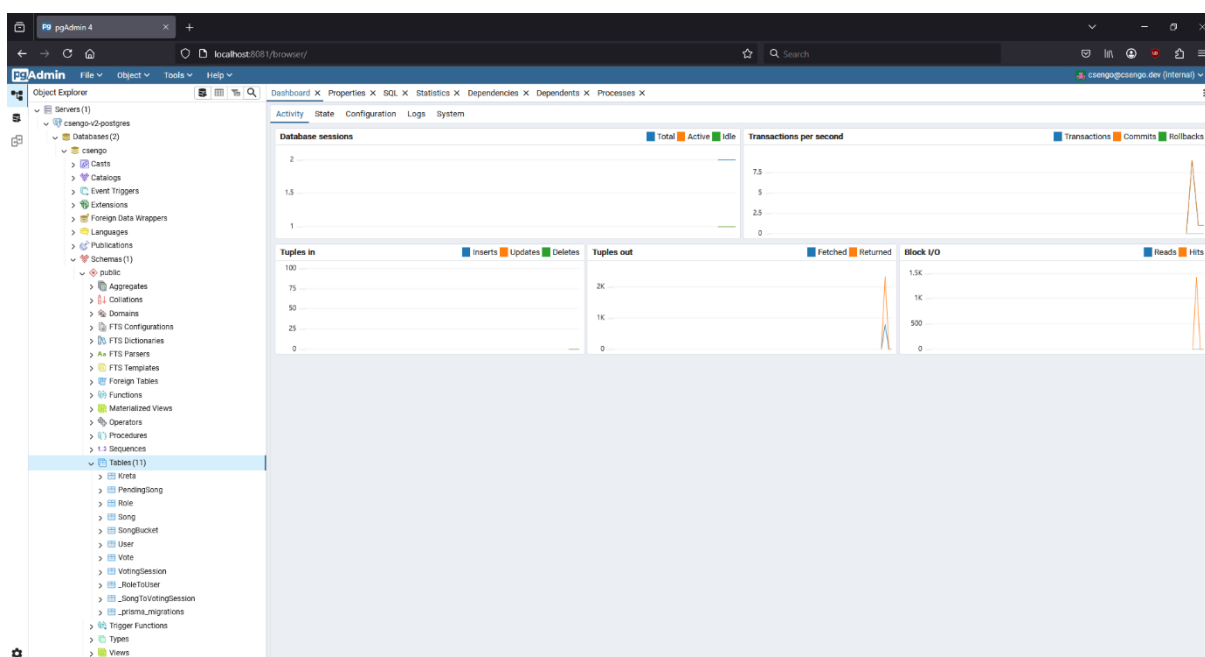 pgAdmin 4
localhost:8081/browser/
Search
pgAdmin File Object Tools Help
csengo@csengo.dev (internal)
Object Explorer
Dashboard Properties SQL Statistics Dependencies Dependents Processes
Activity State Configuration Logs System
Servers (1)
csengo-v2-postgres
Databases (2)
csengo
Casts
Catalogs
Event Triggers
Extensions
Foreign Data Wrappers
Languages
Publications
Schemas (1)
public
Aggregates
Collations
Domains
FTS Configurations
FTS Dictionaries
FTS Parsers
FTS Templates
Foreign Tables
Functions
Materialized Views
Operators
Procedures
1..3 Sequences
Tables (11)
Kreta
PendingSong
Role
Song
SongBucket
User
Vote
VotingSession
_RoleToUser
_SongToVotingSession
_prisma_migrations
Trigger Functions
Types
Views
Database sessions
Total Active Idle
2
1.5
1
Transactions per second
Transactions Commits Rollbacks
7.5
5
2.5
0
Tuples in
Inserts Updates Deletes
100
75
50
25
0
Tuples out
Fetched Returned
2K
1K
0
Block I/O
Reads Hits
1.5K
1K
500
0